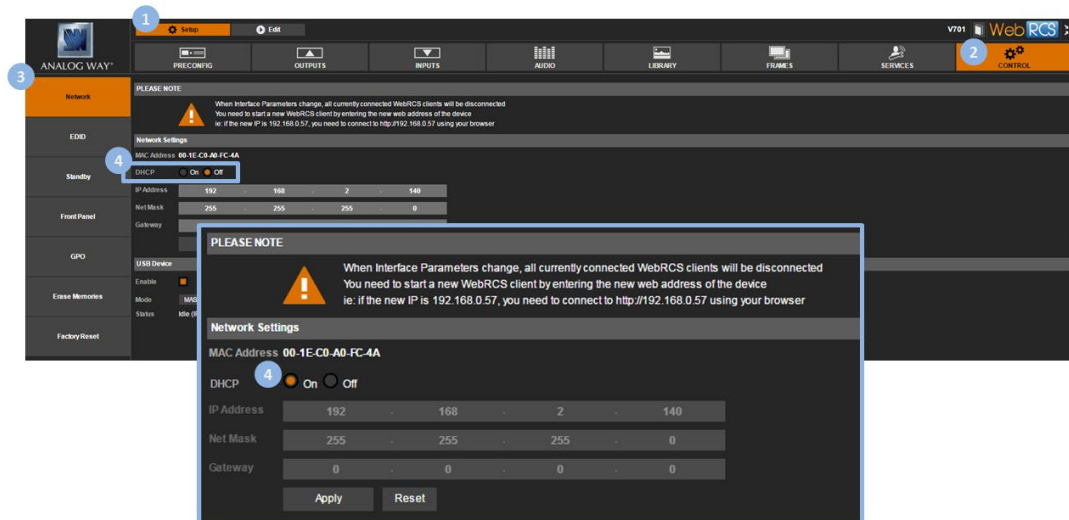 1
Setup
Edit
V701
WebRCS
ANALOG WAY®
PRECONFIG
OUTPUTS
INPUTS
AUDIO
LIBRARY
FRAMES
SERVICES
2
CONTROL
3
Network
EDID
Standby
Front Panel
GPO
Erase Memories
Factory Reset
PLEASE NOTE
When Interface Parameters change, all currently connected WebRCS clients will be disconnected
You need to start a new WebRCS client by entering the new web address of the device
ie: if the new IP is 192.168.0.57, you need to connect to http://192.168.0.57 using your browser
Network Settings
MAC Address 00-1E-C0-A0-FC-4A
4
DHCP On Off
IP Address 192 . 168 . 2 . 140
Net Mask 255 . 255 . 255 . 0
Gateway
USB Device
Enable
Mode
Status Idle
PLEASE NOTE
When Interface Parameters change, all currently connected WebRCS clients will be disconnected
You need to start a new WebRCS client by entering the new web address of the device
ie: if the new IP is 192.168.0.57, you need to connect to http://192.168.0.57 using your browser
Network Settings
MAC Address 00-1E-C0-A0-FC-4A
DHCP 4 On Off
IP Address 192 . 168 . 2 . 140
Net Mask 255 . 255 . 255 . 0
Gateway 0 . 0 . 0 . 0
Apply Reset